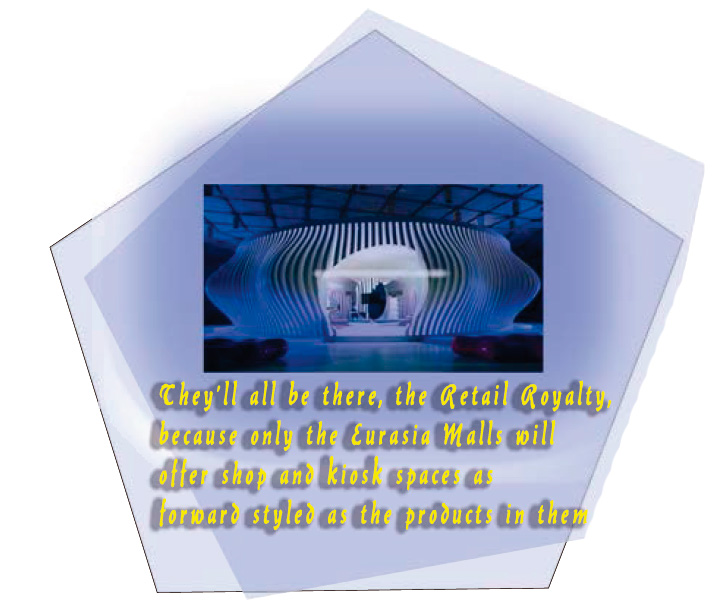 They'll all be there, the Retail Royalty,
because only the Eurasia Malls will
offer shop and kiosk spaces as
forward styled as the products in them